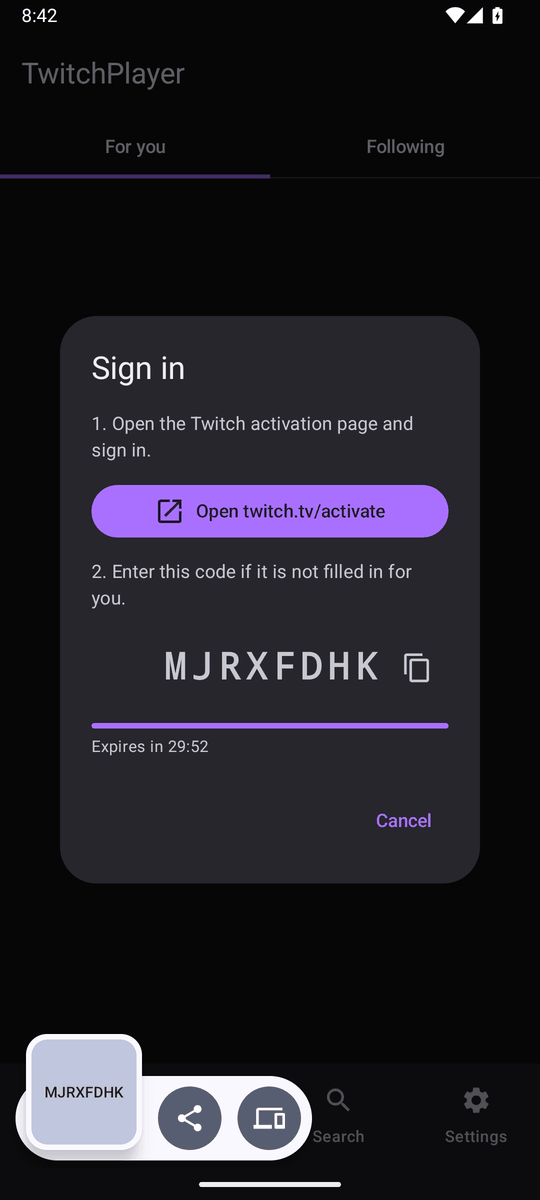 8:42
TwitchPlayer
For you
Following
Sign in
1. Open the Twitch activation page and
sign in.
Open twitch.tv/activate
2. Enter this code if it is not filled in for
you.
MJRXFDHK
Expires in 29:52
Cancel
MJRXFDHK
Search
Settings